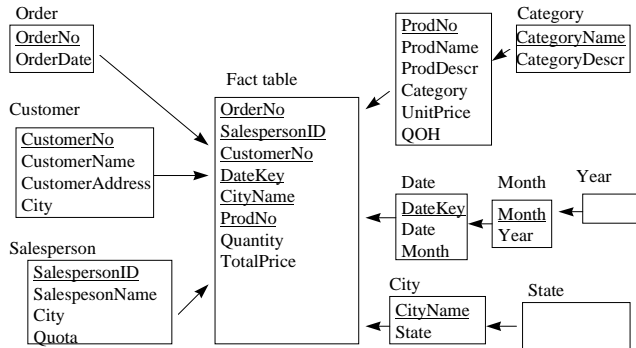 Order
OrderNo
OrderDate
Customer
CustomerNo
CustomerName
CustomerAddress
City
Salesperson
SalespersonID
SalespesonName
City
Quota
Fact table
OrderNo
SalespersonID
CustomerNo
DateKey
CityName
ProdNo
Quantity
TotalPrice
ProdNo
ProdName
ProdDescr
Category
UnitPrice
QOH
Category
CategoryName
CategoryDescr
Date
DateKey
Date
Month
Month
Month
Year
Year
City
CityName
State
State